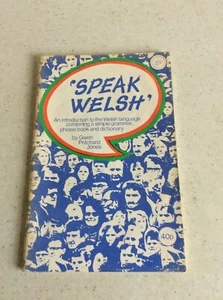 'SPEAK
WELSH'
An introduction to the Welsh language
combining a simple grammar,
phrase book and dictionary
by Gwen
Pritchard
Jones
40p